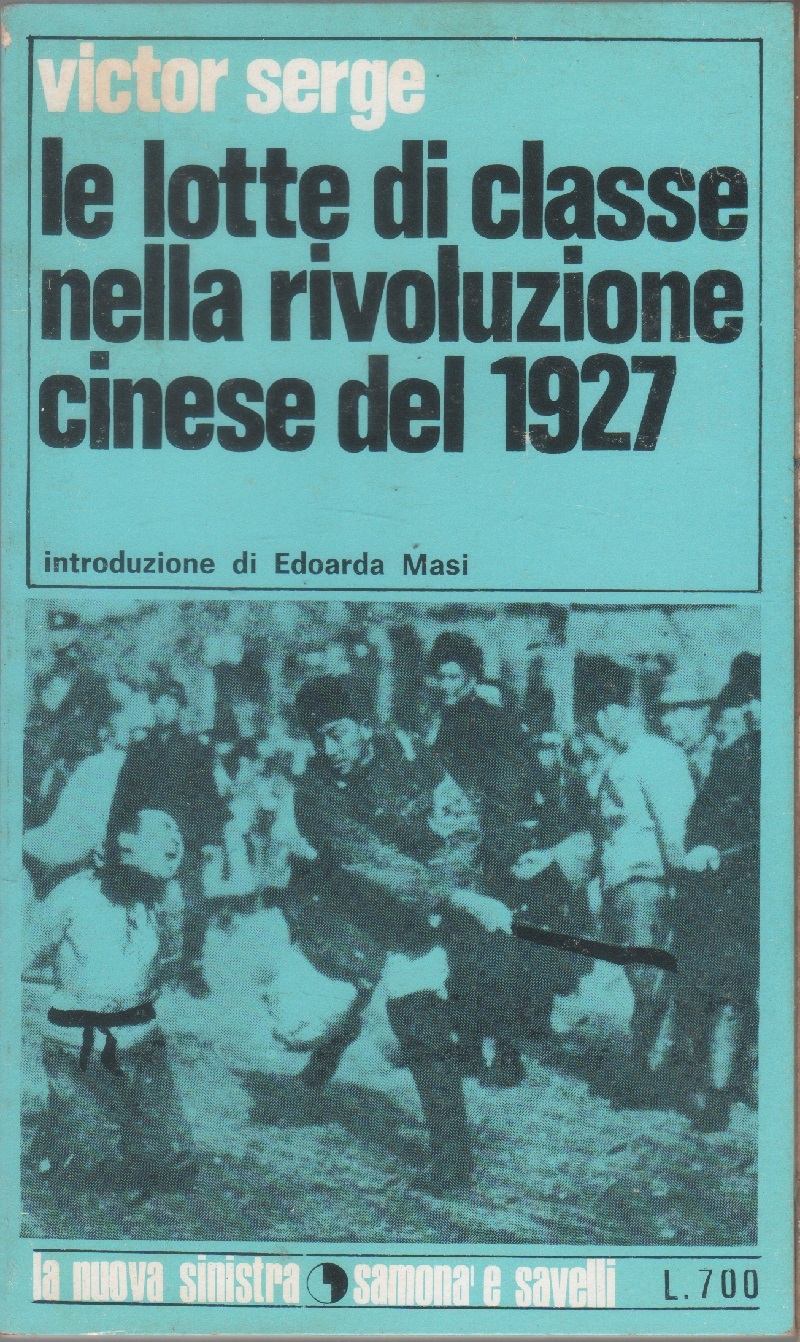 victor serge
le lotte di classe
nella rivoluzione
cinese del 1927
introduzione di Edoarda Masi
la nuova sinistra samona' e savelli L.700